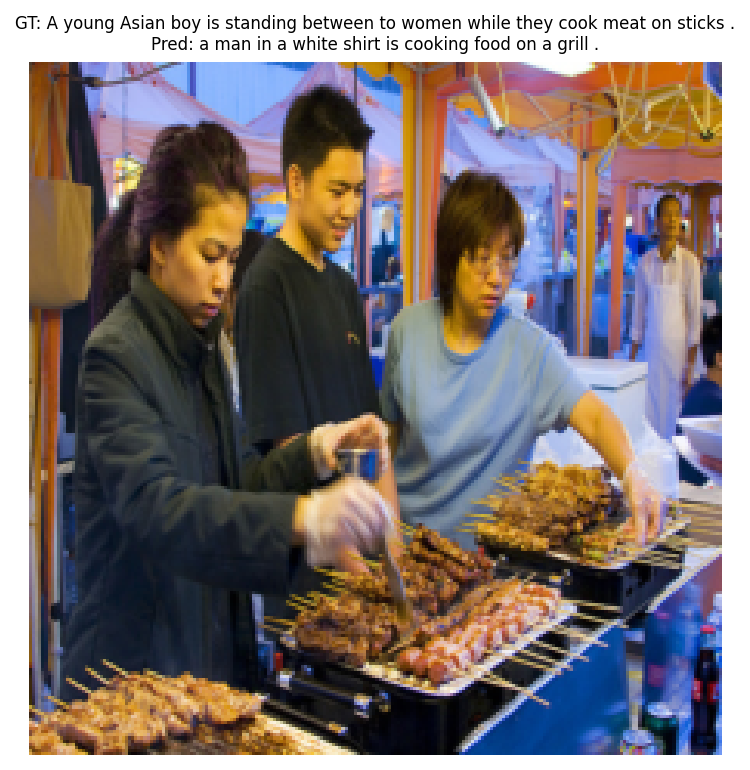 GT: A young Asian boy is standing between to women while they cook meat on sticks .
Pred: a man in a white shirt is cooking food on a grill .